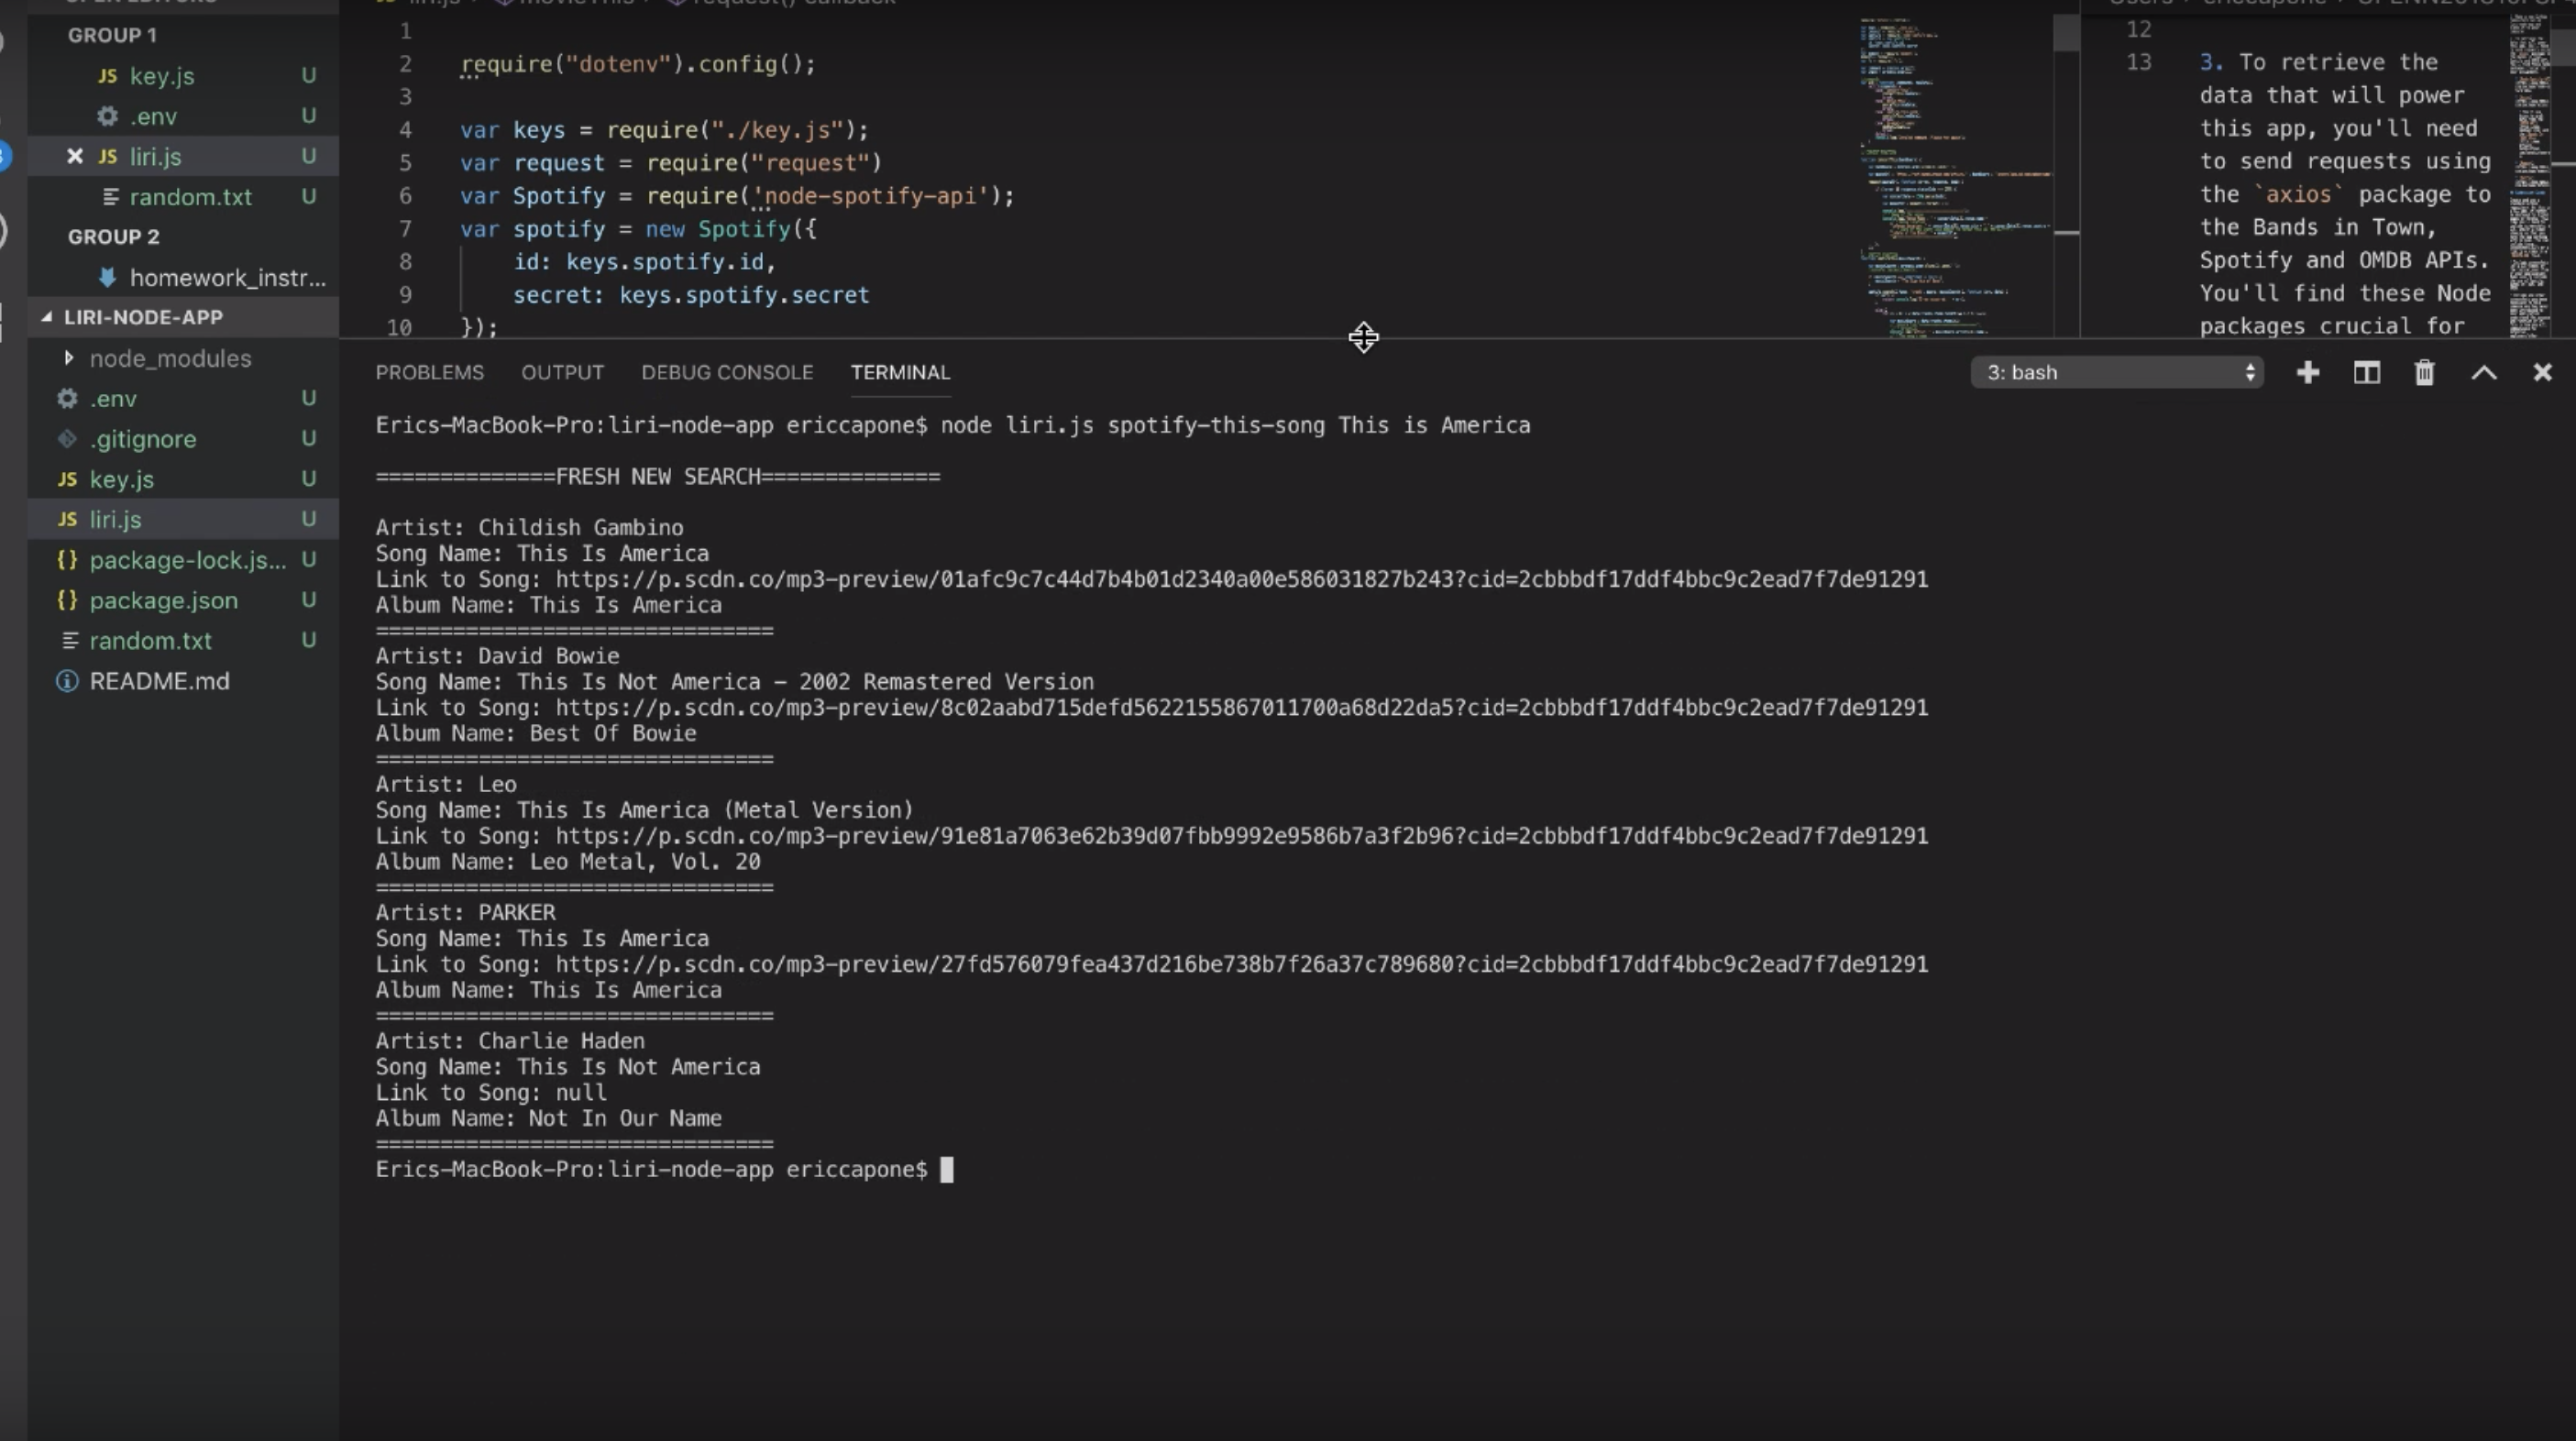 GROUP 1
JS key.js U
.env U
JS liri.js U
random.txt U
GROUP 2
homework_instr...
LIRI-NODE-APP
node_modules
.env U
.gitignore U
JS key.js U
JS liri.js U
{} package-lock.js... U
{} package.json U
random.txt U
README.md
1
2 require("dotenv").config();
3
4 var keys = require("./key.js");
5 var request = require("request")
6 var Spotify = require('node-spotify-api');
7 var spotify = new Spotify({
8 id: keys.spotify.id,
9 secret: keys.spotify.secret
10 });
12
13 3. To retrieve the
data that will power
this app, you'll need
to send requests using
the `axios` package to
the Bands in Town,
Spotify and OMDB APIs.
You'll find these Node
packages crucial for
PROBLEMS OUTPUT DEBUG CONSOLE TERMINAL 3: bash
Erics-MacBook-Pro:liri-node-app ericcapone$ node liri.js spotify-this-song This is America
==============FRESH NEW SEARCH==============
Artist: Childish Gambino
Song Name: This Is America
Link to Song: https://p.scdn.co/mp3-preview/01afc9c7c44d7b4b01d2340a00e586031827b243?cid=2cbbbdf17ddf4bbc9c2ead7f7de91291
Album Name: This Is America
===============================
Artist: David Bowie
Song Name: This Is Not America - 2002 Remastered Version
Link to Song: https://p.scdn.co/mp3-preview/8c02aabd715defd5622155867011700a68d22da5?cid=2cbbbdf17ddf4bbc9c2ead7f7de91291
Album Name: Best Of Bowie
===============================
Artist: Leo
Song Name: This Is America (Metal Version)
Link to Song: https://p.scdn.co/mp3-preview/91e81a7063e62b39d07fbb9992e9586b7a3f2b96?cid=2cbbbdf17ddf4bbc9c2ead7f7de91291
Album Name: Leo Metal, Vol. 20
===============================
Artist: PARKER
Song Name: This Is America
Link to Song: https://p.scdn.co/mp3-preview/27fd576079fea437d216be738b7f26a37c789680?cid=2cbbbdf17ddf4bbc9c2ead7f7de91291
Album Name: This Is America
===============================
Artist: Charlie Haden
Song Name: This Is Not America
Link to Song: null
Album Name: Not In Our Name
===============================
Erics-MacBook-Pro:liri-node-app ericcapone$